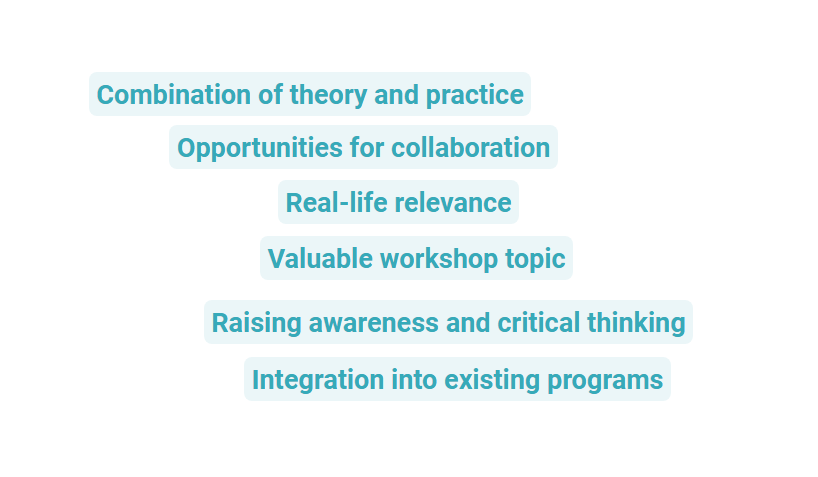 Combination of theory and practice
Opportunities for collaboration
Real-life relevance
Valuable workshop topic
Raising awareness and critical thinking
Integration into existing programs